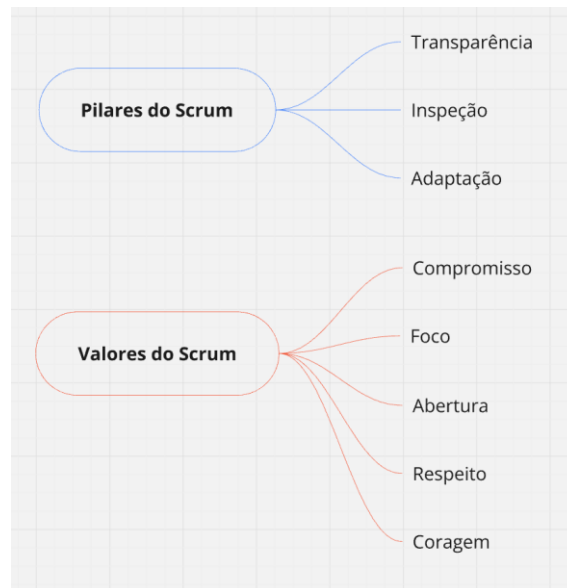 Pilares do Scrum
Transparência
Inspeção
Adaptação
Valores do Scrum
Compromisso
Foco
Abertura
Respeito
Coragem